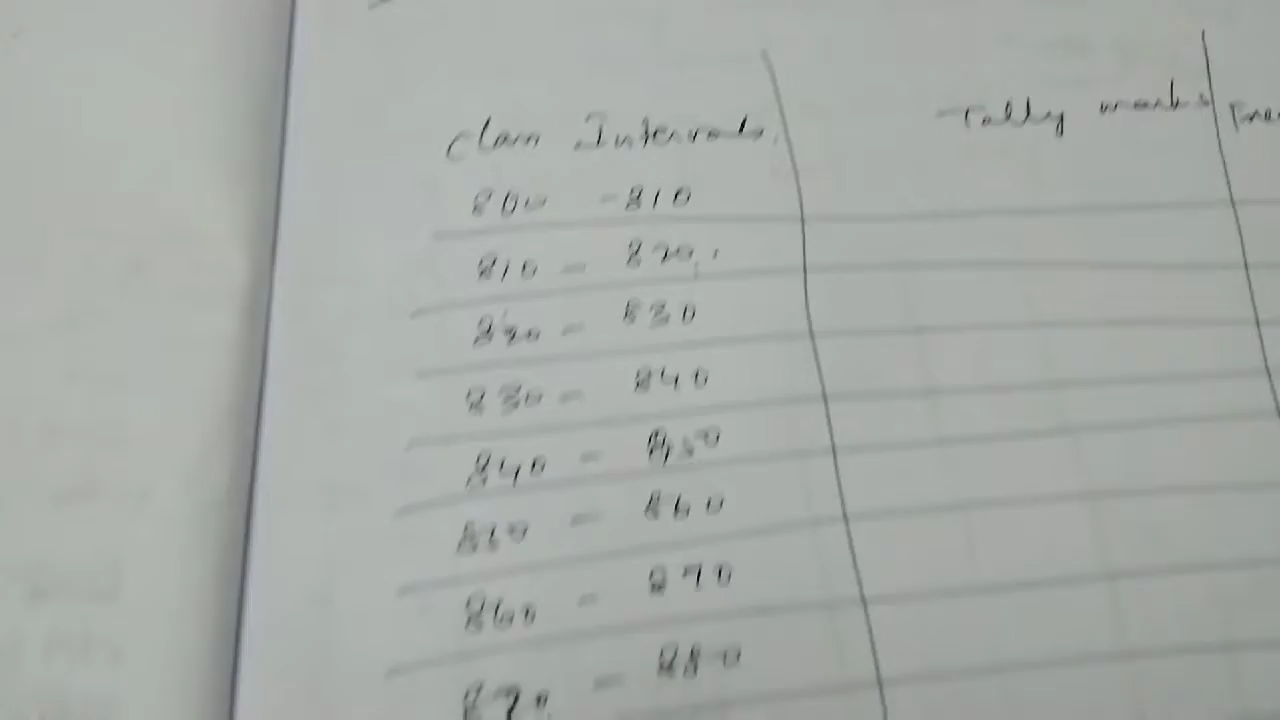 Class Intervals. Tally marks Fre
800 - 810
810 - 820
820 - 830
830 - 840
840 - 850
850 - 860
860 - 870
870 - 880